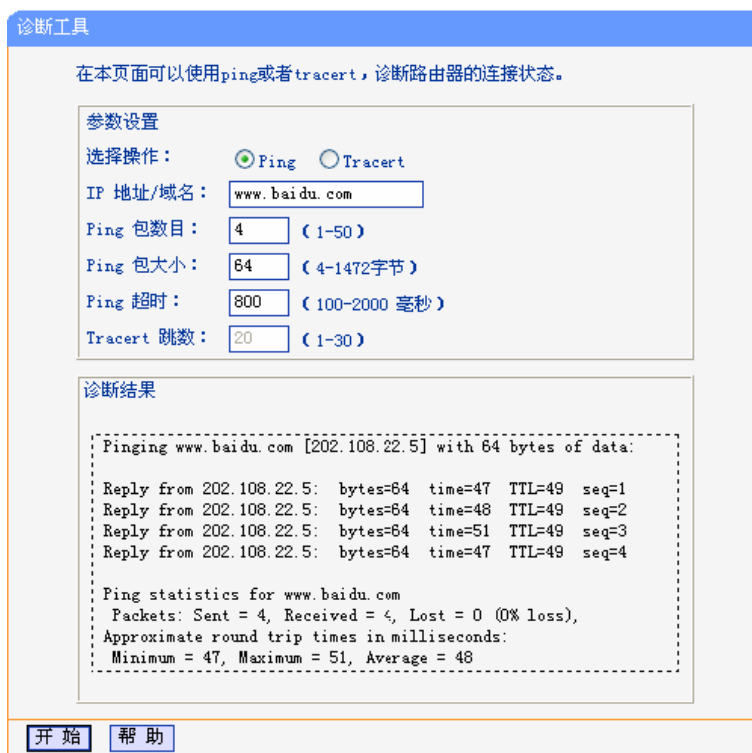 诊断工具
在本页面可以使用ping或者tracert，诊断路由器的连接状态。
参数设置
选择操作： Ping Tracert
IP 地址/域名： www.baidu.com
Ping 包数目： 4 （1-50）
Ping 包大小： 64 （4-1472字节）
Ping 超时： 800 （100-2000 毫秒）
Tracert 跳数： 20 （1-30）
诊断结果
Pinging www.baidu.com [202.108.22.5] with 64 bytes of data:
Reply from 202.108.22.5: bytes=64 time=47 TTL=49 seq=1
Reply from 202.108.22.5: bytes=64 time=48 TTL=49 seq=2
Reply from 202.108.22.5: bytes=64 time=51 TTL=49 seq=3
Reply from 202.108.22.5: bytes=64 time=47 TTL=49 seq=4
Ping statistics for www.baidu.com
Packets: Sent = 4, Received = 4, Lost = 0 (0% loss),
Approximate round trip times in milliseconds:
Minimum = 47, Maximum = 51, Average = 48
开 始 帮 助